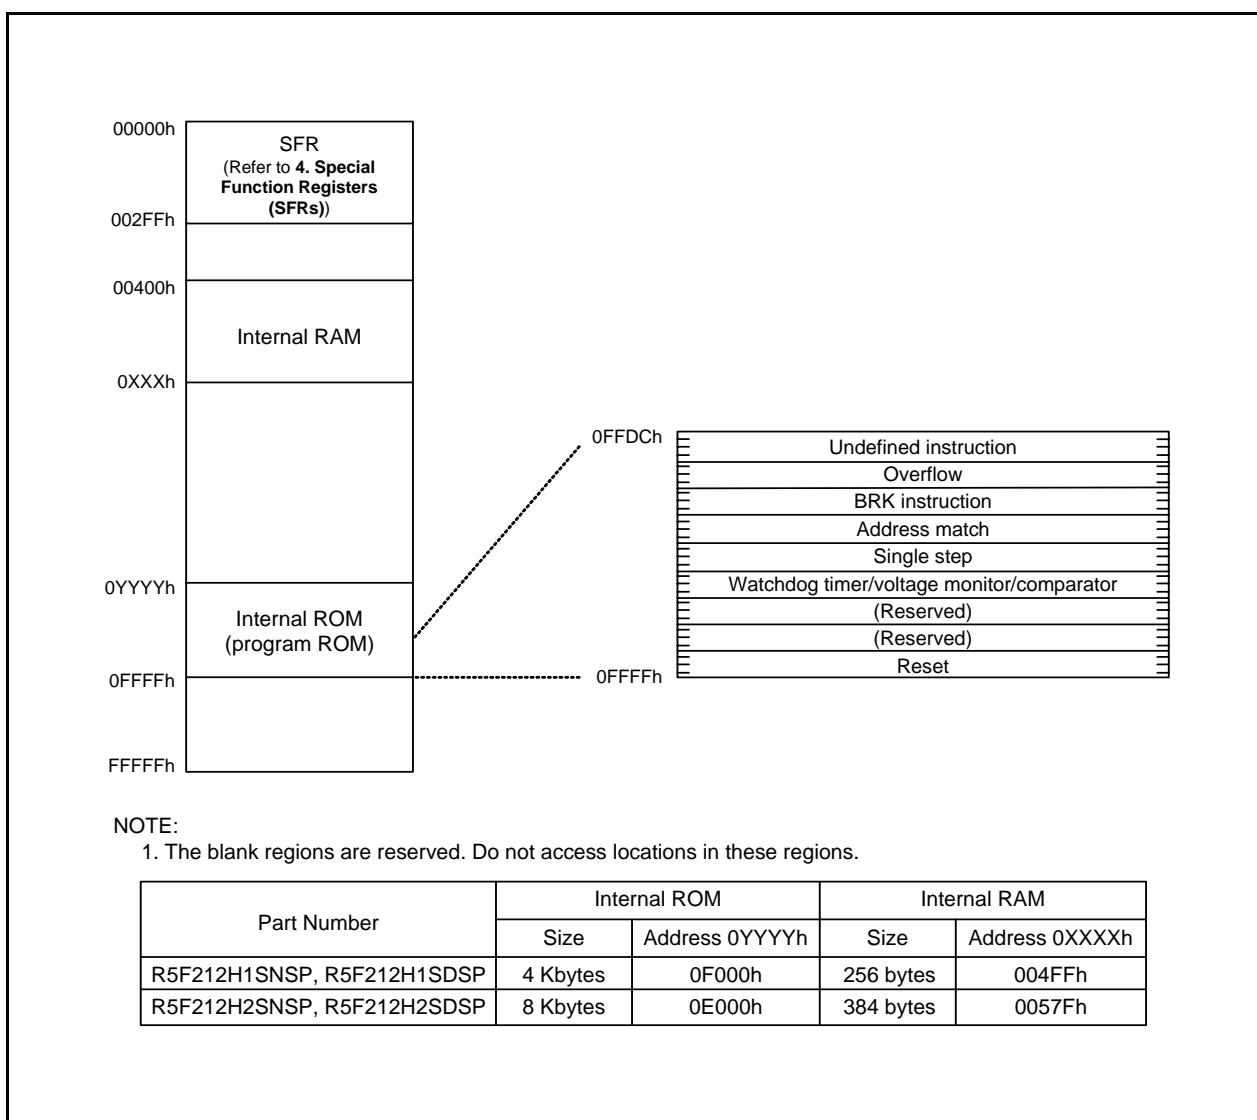 00000h
SFR
(Refer to 4. Special
Function Registers
(SFRs))
002FFh
00400h
Internal RAM
0XXXh
0YYYYh
Internal ROM
(program ROM)
0FFFFh
FFFFFh
0FFDCh
Undefined instruction
Overflow
BRK instruction
Address match
Single step
Watchdog timer/voltage monitor/comparator
(Reserved)
(Reserved)
Reset
0FFFFh
NOTE:
1. The blank regions are reserved. Do not access locations in these regions.
Part Number Internal ROM Internal RAM
Size Address 0YYYYh Size Address 0XXXXh
R5F212H1SNSP, R5F212H1SDSP 4 Kbytes 0F000h 256 bytes 004FFh
R5F212H2SNSP, R5F212H2SDSP 8 Kbytes 0E000h 384 bytes 0057Fh